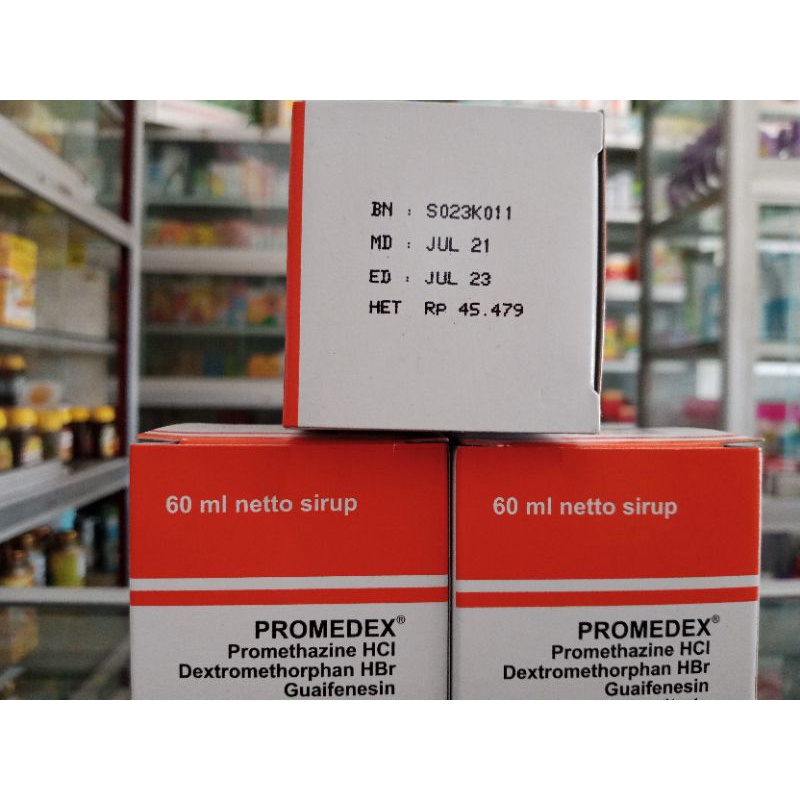 BN : S023K011
MD : JUL 21
ED : JUL 23
HET RP 45.479
60 ml netto sirup
PROMEDEX®
Promethazine HCl
Dextromethorphan HBr
Guaifenesin
60 ml netto sirup
PROMEDEX®
Promethazine HCl
Dextromethorphan HBr
Guaifenesin